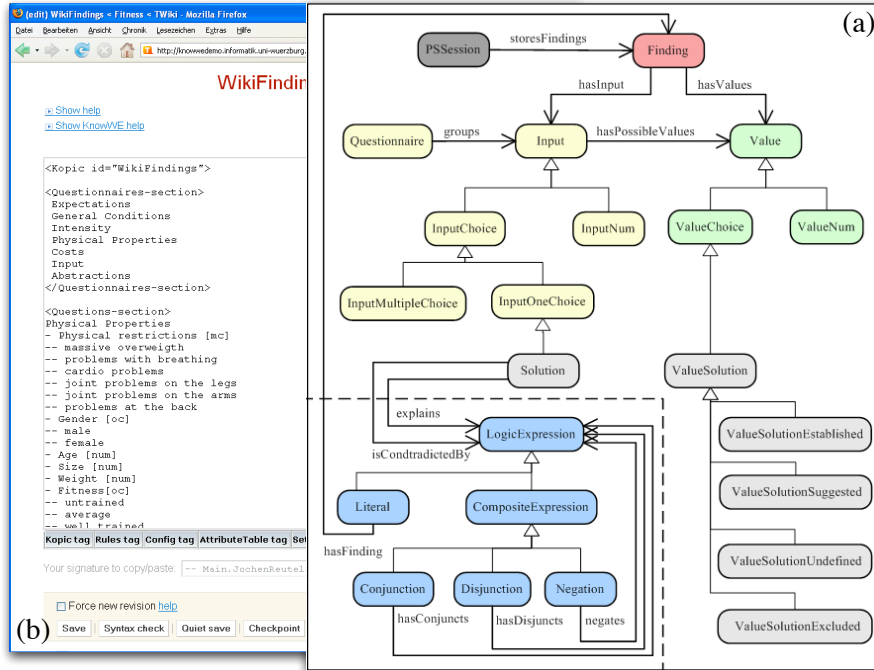 (edit) WikiFindings < Fitness < TWiki - Mozilla Firefox
Datei Bearbeiten Ansicht Chronik Lesezeichen Extras Hilfe
http://knowwedemo.informatik.uni-wuerzburg.
WikiFindin
Show help
Show KnowWE help
<Kopic id="WikiFindings">
<Questionnaires-section>
Expectations
General Conditions
Intensity
Physical Properties
Costs
Input
Abstractions
</Questionnaires-section>
<Questions-section>
Physical Properties
- Physical restrictions [mc]
-- massive overweigth
-- problems with breathing
-- cardio problems
-- joint problems on the legs
-- joint problems on the arms
-- problems at the back
- Gender [oc]
-- male
-- female
- Age [num]
- Size [num]
- Weight [num]
- Fitness[oc]
-- untrained
-- average
-- well trained
Kopic tag Rules tag Config tag AttributeTable tag Set
Your signature to copy/paste: -- Main.JochenReutel
Force new revision help
Save Syntax check Quiet save Checkpoint
(b)
(a)
PSSession
storesFindings
Finding
hasInput
hasValues
Questionnaire
groups
Input
hasPossibleValues
Value
InputChoice
InputNum
ValueChoice
ValueNum
InputMultipleChoice
InputOneChoice
Solution
ValueSolution
explains
LogicExpression
isCondtradictedBy
ValueSolutionEstablished
Literal
CompositeExpression
ValueSolutionSuggested
hasFinding
ValueSolutionUndefined
Conjunction
Disjunction
Negation
hasConjuncts
hasDisjuncts
negates
ValueSolutionExcluded